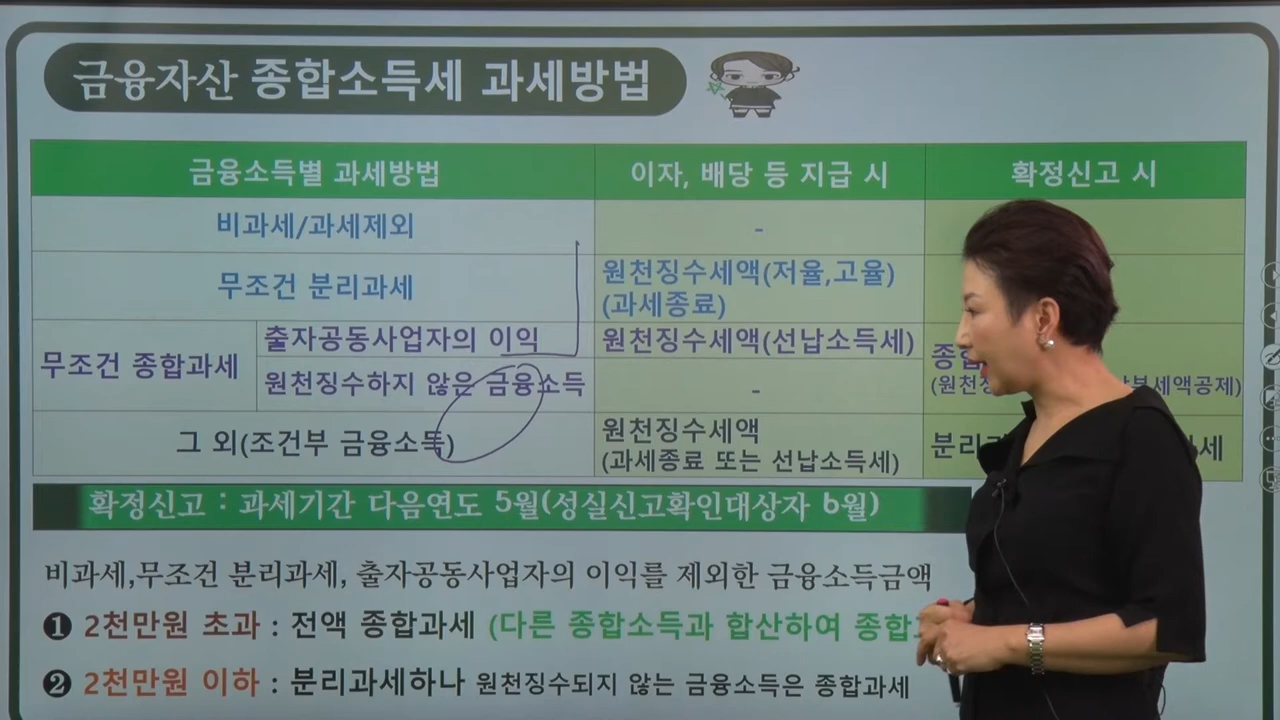 금융자산 종합소득세 과세방법
금융소득별 과세방법 이자, 배당 등 지급 시 확정신고 시
비과세/과세제외 -
무조건 분리과세 원천징수세액(저율,고율)
(과세종료)
무조건 종합과세 출자공동사업자의 이익 원천징수세액(선납소득세)
원천징수하지 않은 금융소득 -
(원천 납부세액공제)
그 외(조건부 금융소득) 원천징수세액
(과세종료 또는 선납소득세)
확정신고 : 과세기간 다음연도 5월(성실신고확인대상자 6월)
비과세,무조건 분리과세, 출자공동사업자의 이익를 제외한 금융소득금액
❶ 2천만원 초과 : 전액 종합과세 (다른 종합소득과 합산하여
❷ 2천만원 이하 : 분리과세하나 원천징수되지 않는 금융소득은 종합과세